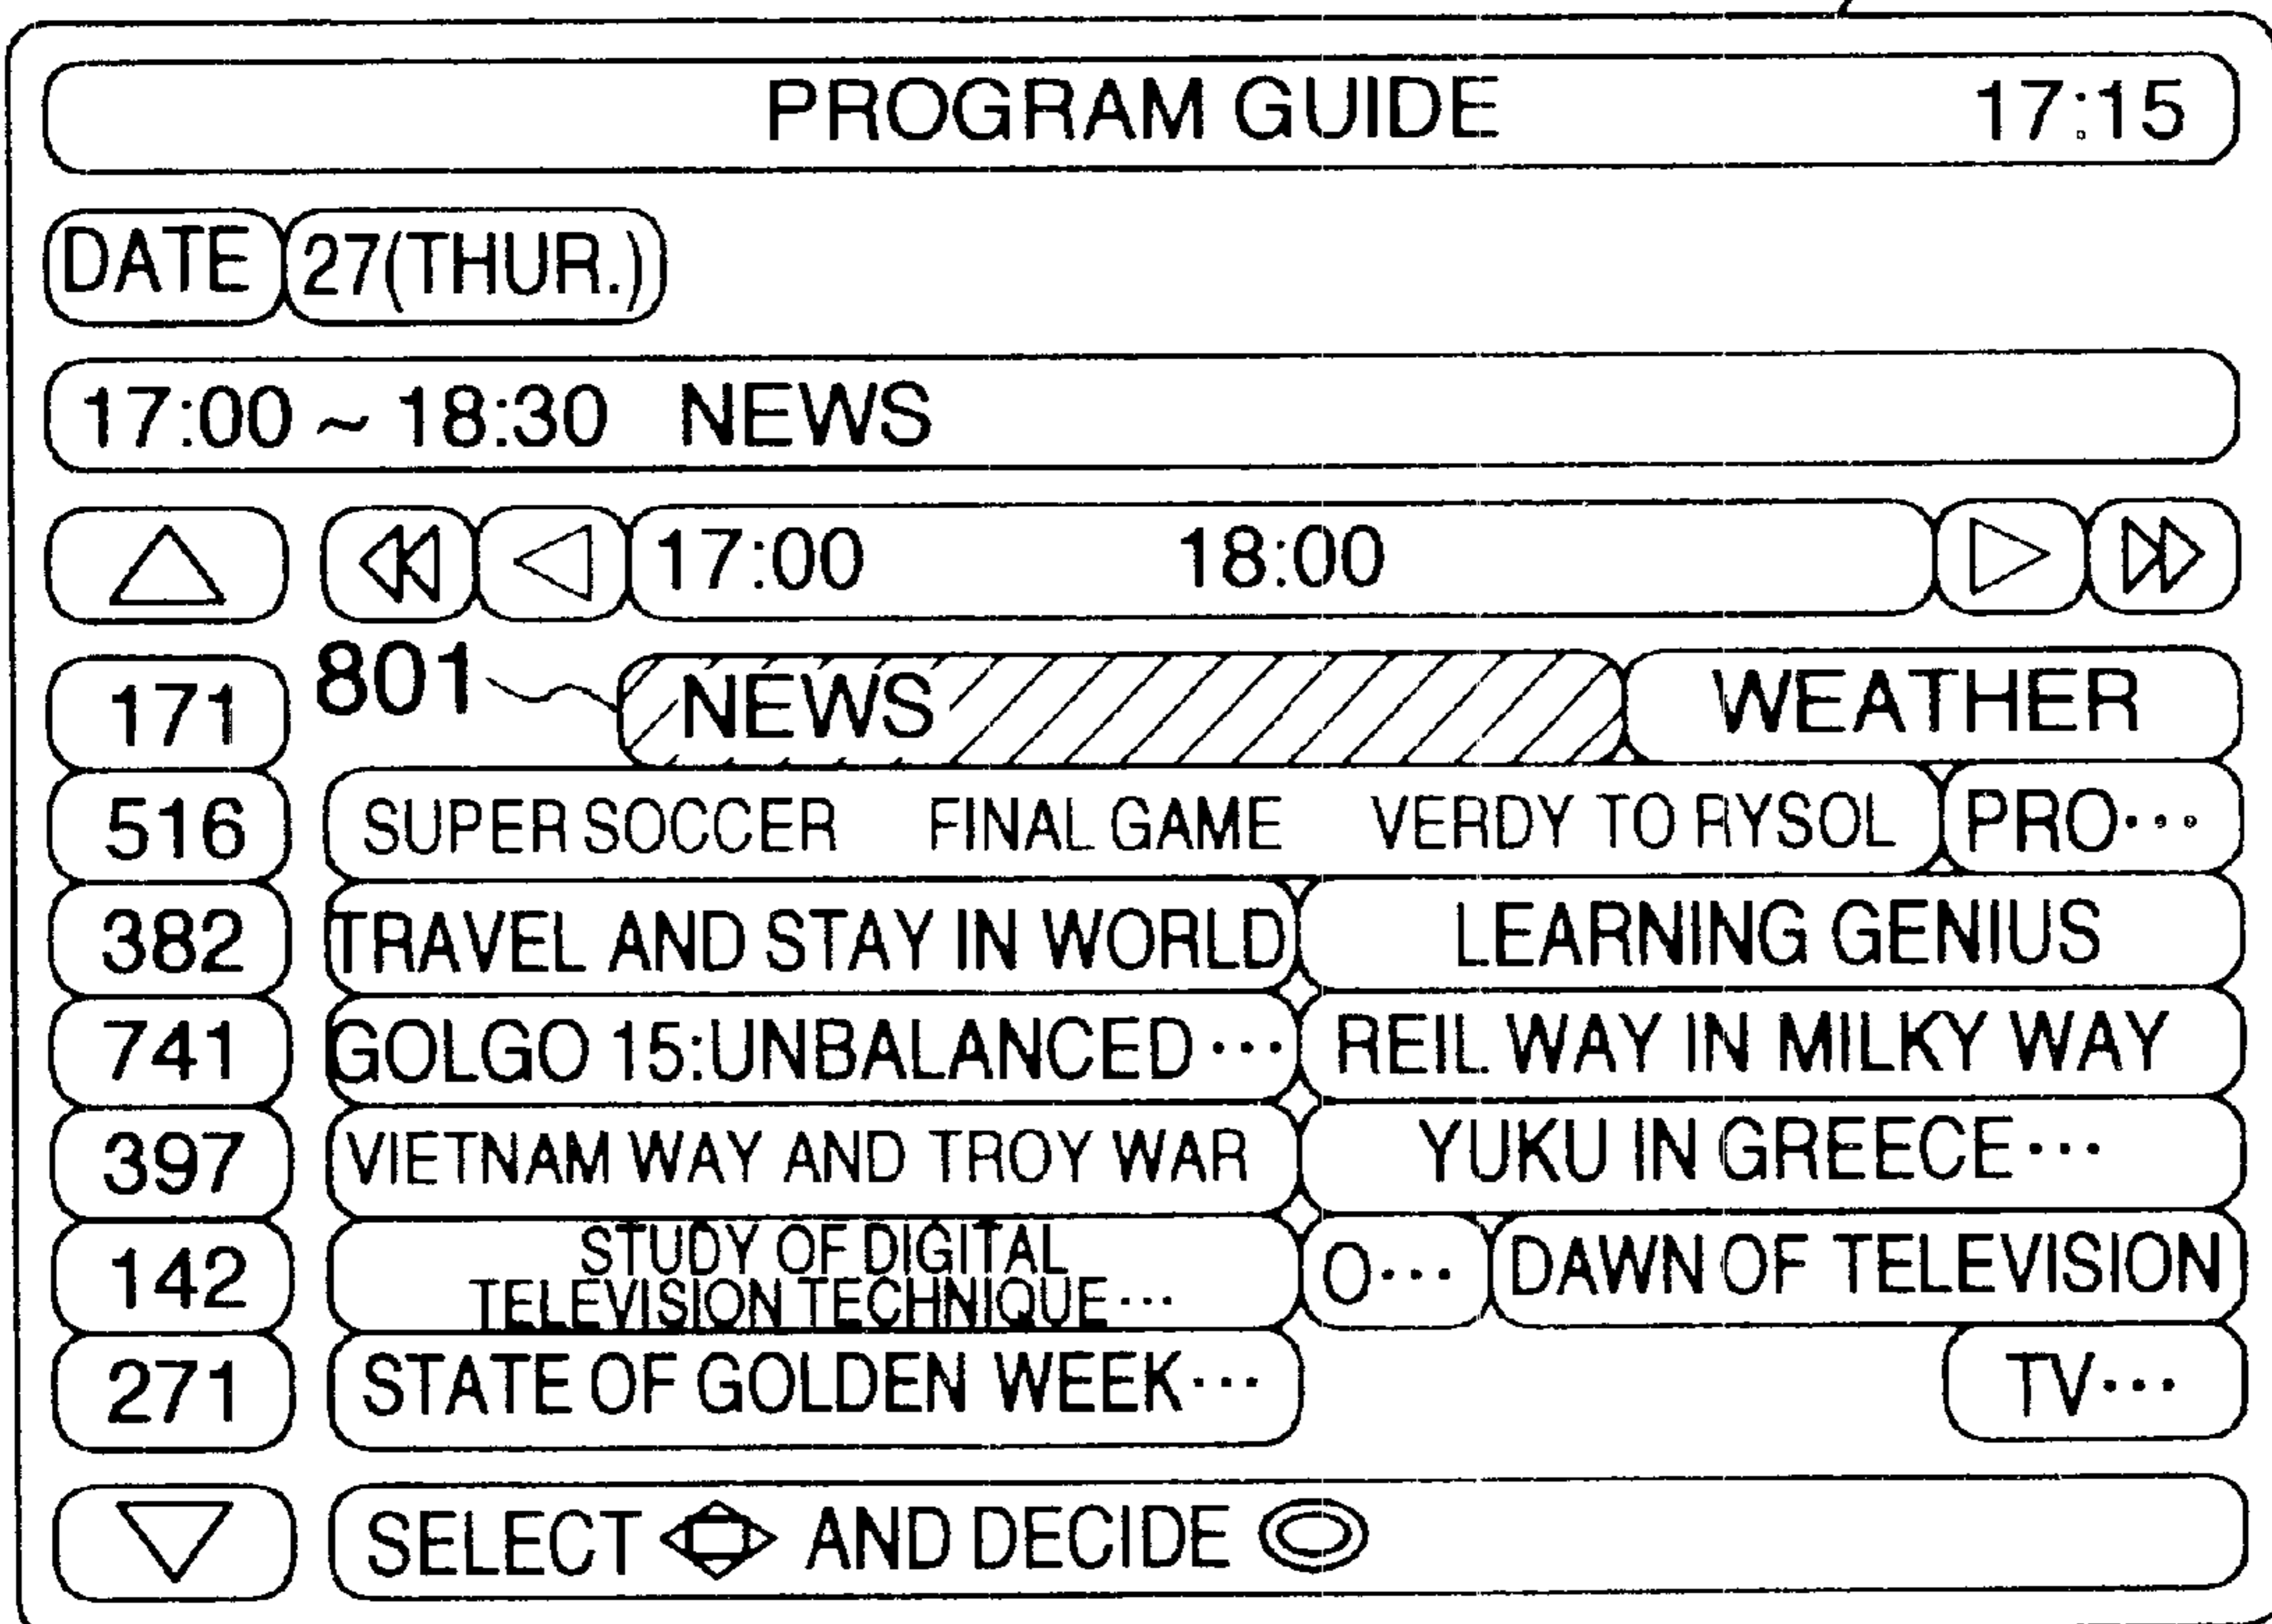 PROGRAM GUIDE 17:15
DATE 27(THUR.)
17:00 ~ 18:30 NEWS
17:00 18:00
171 801 NEWS WEATHER
516 SUPER SOCCER FINAL GAME VERDY TO RYSOL PRO···
382 TRAVEL AND STAY IN WORLD LEARNING GENIUS
741 GOLGO 15:UNBALANCED··· REIL WAY IN MILKY WAY
397 VIETNAM WAY AND TROY WAR YUKU IN GREECE···
142 STUDY OF DIGITAL
TELEVISION TECHNIQUE··· O··· DAWN OF TELEVISION
271 STATE OF GOLDEN WEEK··· TV···
SELECT AND DECIDE